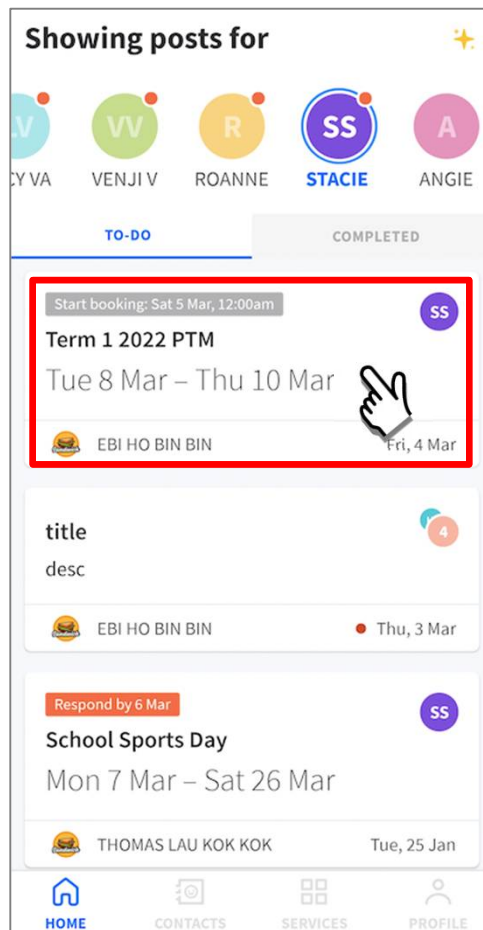 Showing posts for
LV
VV
R
SS
A
CY VA
VENJI V
ROANNE
STACIE
ANGIE
TO-DO
COMPLETED
Start booking: Sat 5 Mar, 12:00am
SS
Term 1 2022 PTM
Tue 8 Mar – Thu 10 Mar
EBI HO BIN BIN
Fri, 4 Mar
title
4
desc
EBI HO BIN BIN
Thu, 3 Mar
Respond by 6 Mar
SS
School Sports Day
Mon 7 Mar – Sat 26 Mar
THOMAS LAU KOK KOK
Tue, 25 Jan
HOME
CONTACTS
SERVICES
PROFILE